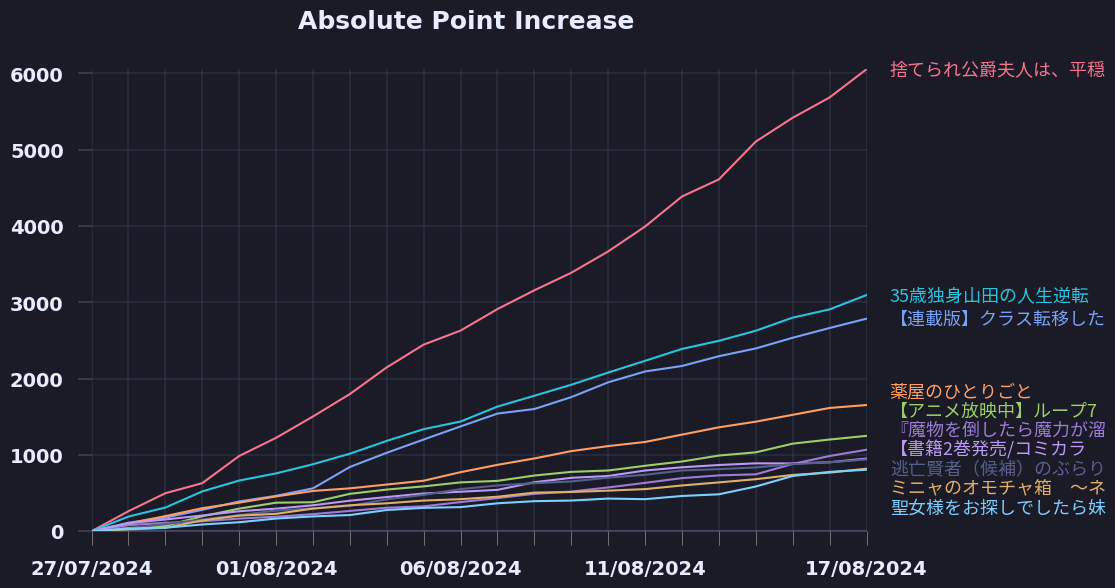 Absolute Point Increase
6000
5000
4000
3000
2000
1000
0
27/07/2024
01/08/2024
06/08/2024
11/08/2024
17/08/2024
捨てられ公爵夫人は、平穏
35歳独身山田の人生逆転
【連載版】クラス転移した
薬屋のひとりごと
【アニメ放映中】ループ7
『魔物を倒したら魔力が溜
【書籍2巻発売/コミカラ
逃亡賢者（候補）のぶらり
ミニャのオモチャ箱　～ネ
聖女様をお探しでしたら妹